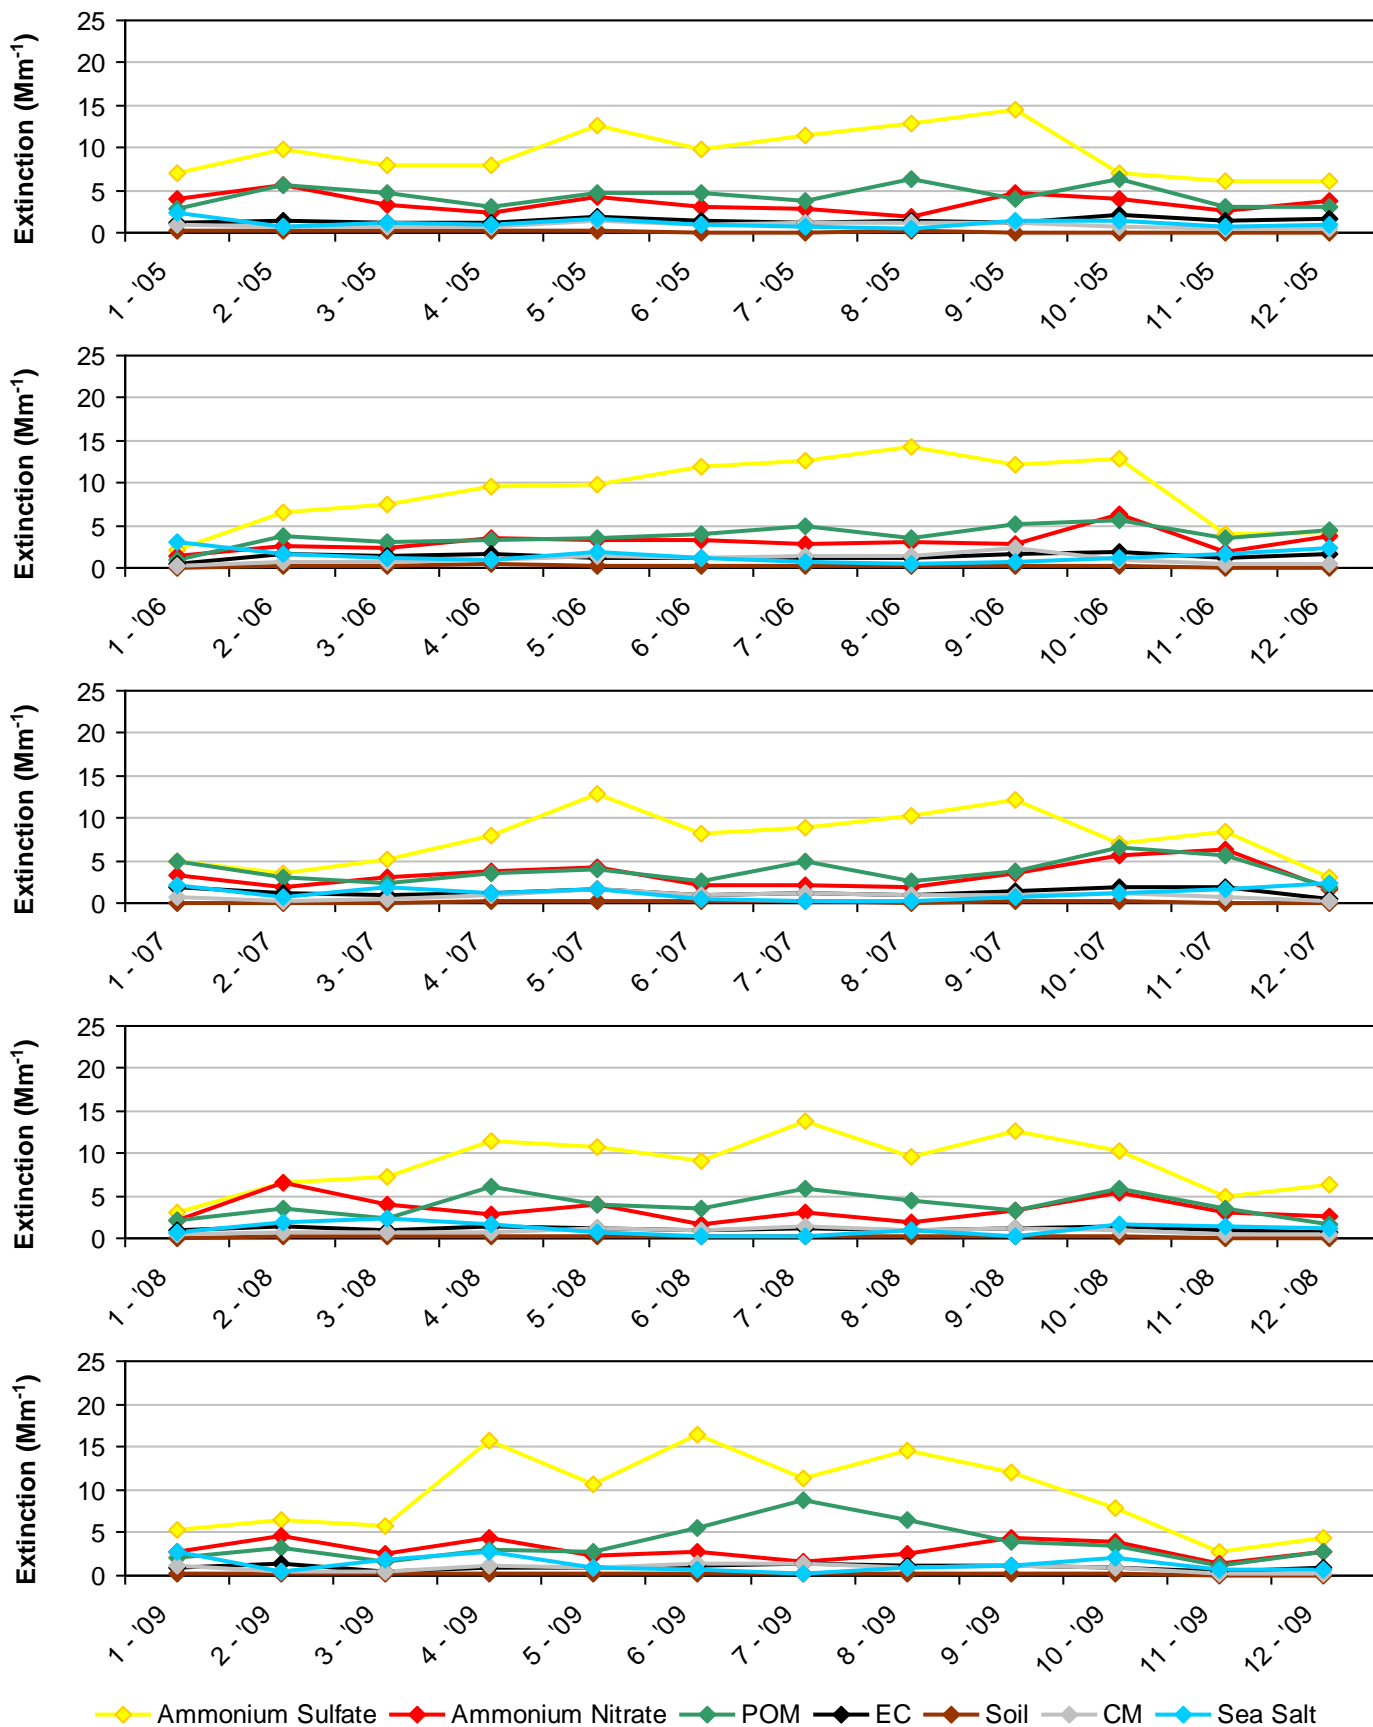 25
20
15
10
5
0
Extinction (Mm-1)
1 - '05 2 - '05 3 - '05 4 - '05 5 - '05 6 - '05 7 - '05 8 - '05 9 - '05 10 - '05 11 - '05 12 - '05
25
20
15
10
5
0
Extinction (Mm-1)
1 - '06 2 - '06 3 - '06 4 - '06 5 - '06 6 - '06 7 - '06 8 - '06 9 - '06 10 - '06 11 - '06 12 - '06
25
20
15
10
5
0
Extinction (Mm-1)
1 - '07 2 - '07 3 - '07 4 - '07 5 - '07 6 - '07 7 - '07 8 - '07 9 - '07 10 - '07 11 - '07 12 - '07
25
20
15
10
5
0
Extinction (Mm-1)
1 - '08 2 - '08 3 - '08 4 - '08 5 - '08 6 - '08 7 - '08 8 - '08 9 - '08 10 - '08 11 - '08 12 - '08
25
20
15
10
5
0
Extinction (Mm-1)
1 - '09 2 - '09 3 - '09 4 - '09 5 - '09 6 - '09 7 - '09 8 - '09 9 - '09 10 - '09 11 - '09 12 - '09
Ammonium Sulfate Ammonium Nitrate POM EC Soil CM Sea Salt